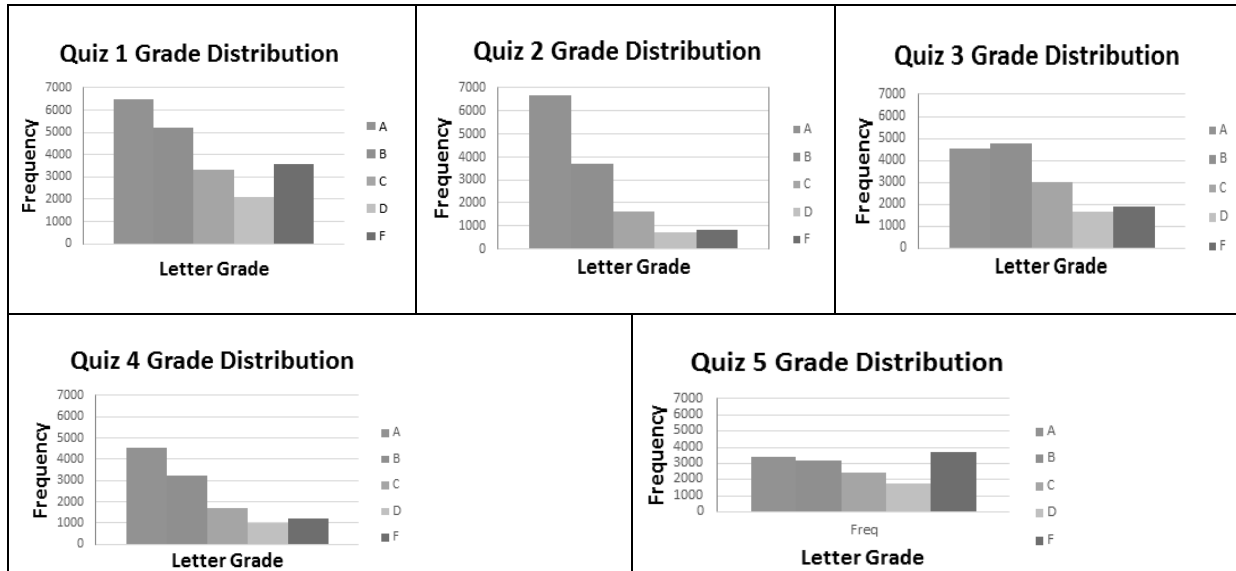 Quiz 1 Grade Distribution
7000
6000
5000
4000
3000
2000
1000
0
Frequency
Letter Grade
A
B
C
D
F
Quiz 2 Grade Distribution
7000
6000
5000
4000
3000
2000
1000
0
Frequency
Letter Grade
A
B
C
D
F
Quiz 3 Grade Distribution
7000
6000
5000
4000
3000
2000
1000
0
Frequency
Letter Grade
A
B
C
D
F
Quiz 4 Grade Distribution
7000
6000
5000
4000
3000
2000
1000
0
Frequency
Letter Grade
A
B
C
D
F
Quiz 5 Grade Distribution
7000
6000
5000
4000
3000
2000
1000
0
Frequency
Freq
Letter Grade
A
B
C
D
F